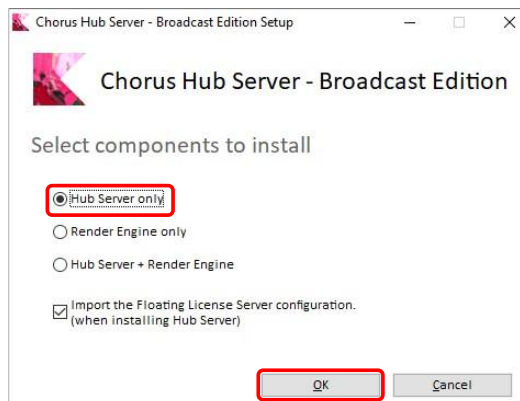 Chorus Hub Server - Broadcast Edition Setup
Chorus Hub Server - Broadcast Edition
Select components to install
Hub Server only
Render Engine only
Hub Server + Render Engine
Import the Floating License Server configuration.
(when installing Hub Server)
OK Cancel